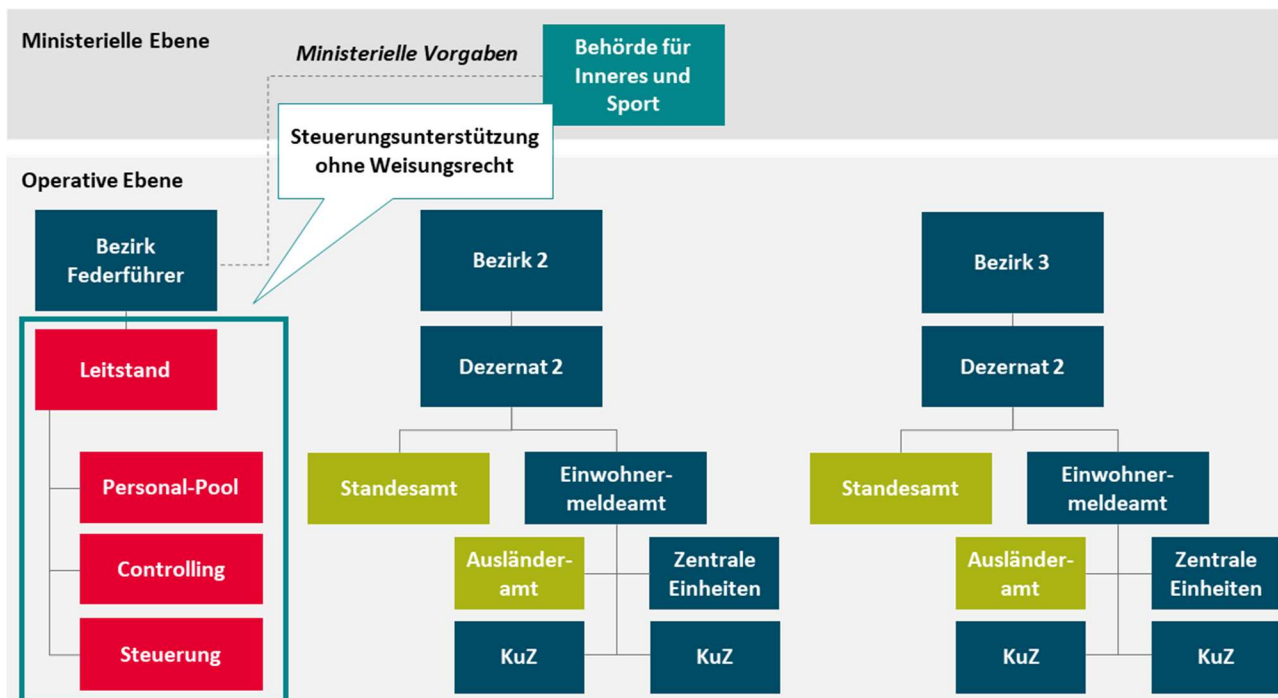 Ministerielle Ebene
Ministerielle Vorgaben
Behörde für
Inneres und
Sport
Steuerungsunterstützung
ohne Weisungsrecht
Operative Ebene
Bezirk
Federführer
Bezirk 2
Bezirk 3
Leitstand
Dezernat 2
Dezernat 2
Personal-Pool
Standesamt
Einwohner-
meldeamt
Standesamt
Einwohner-
meldeamt
Controlling
Ausländer-
amt
Zentrale
Einheiten
Ausländer-
amt
Zentrale
Einheiten
Steuerung
KuZ
KuZ
KuZ
KuZ